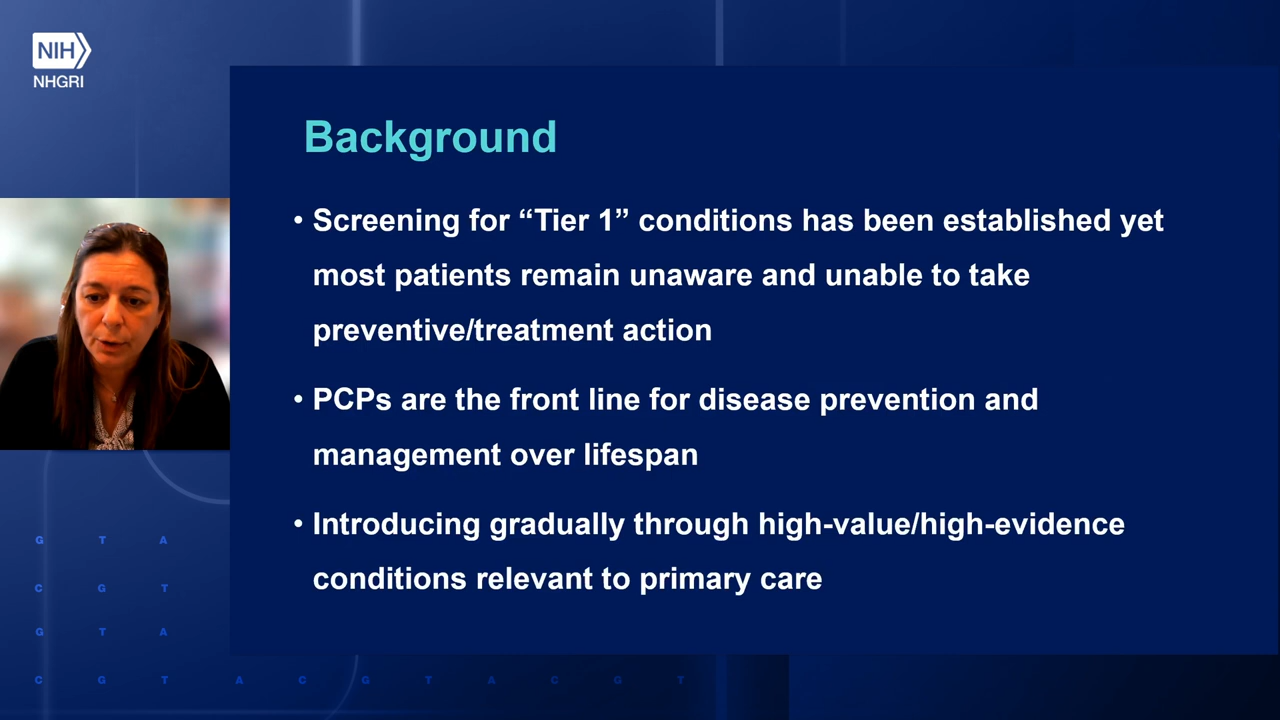 NIH
NHGRI
Background
• Screening for “Tier 1” conditions has been established yet
most patients remain unaware and unable to take
preventive/treatment action
• PCPs are the front line for disease prevention and
management over lifespan
• Introducing gradually through high-value/high-evidence
conditions relevant to primary care
G T A
C G T
G T A
C G T A C G T A C G T